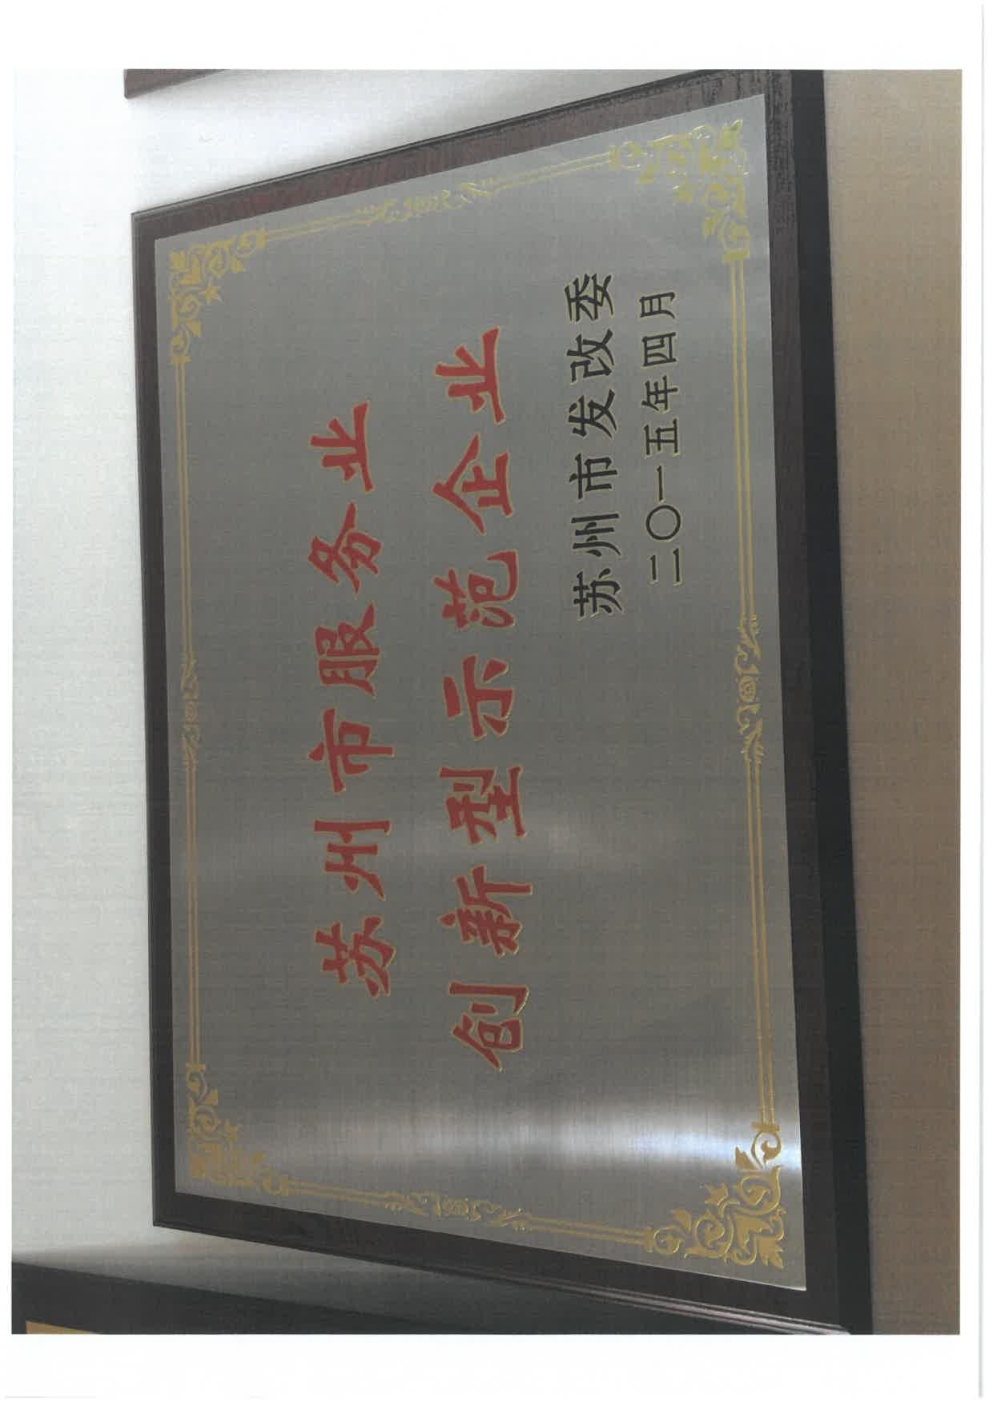 苏州市服务业
创新型示范企业
苏州市发改委
二〇一五年四月